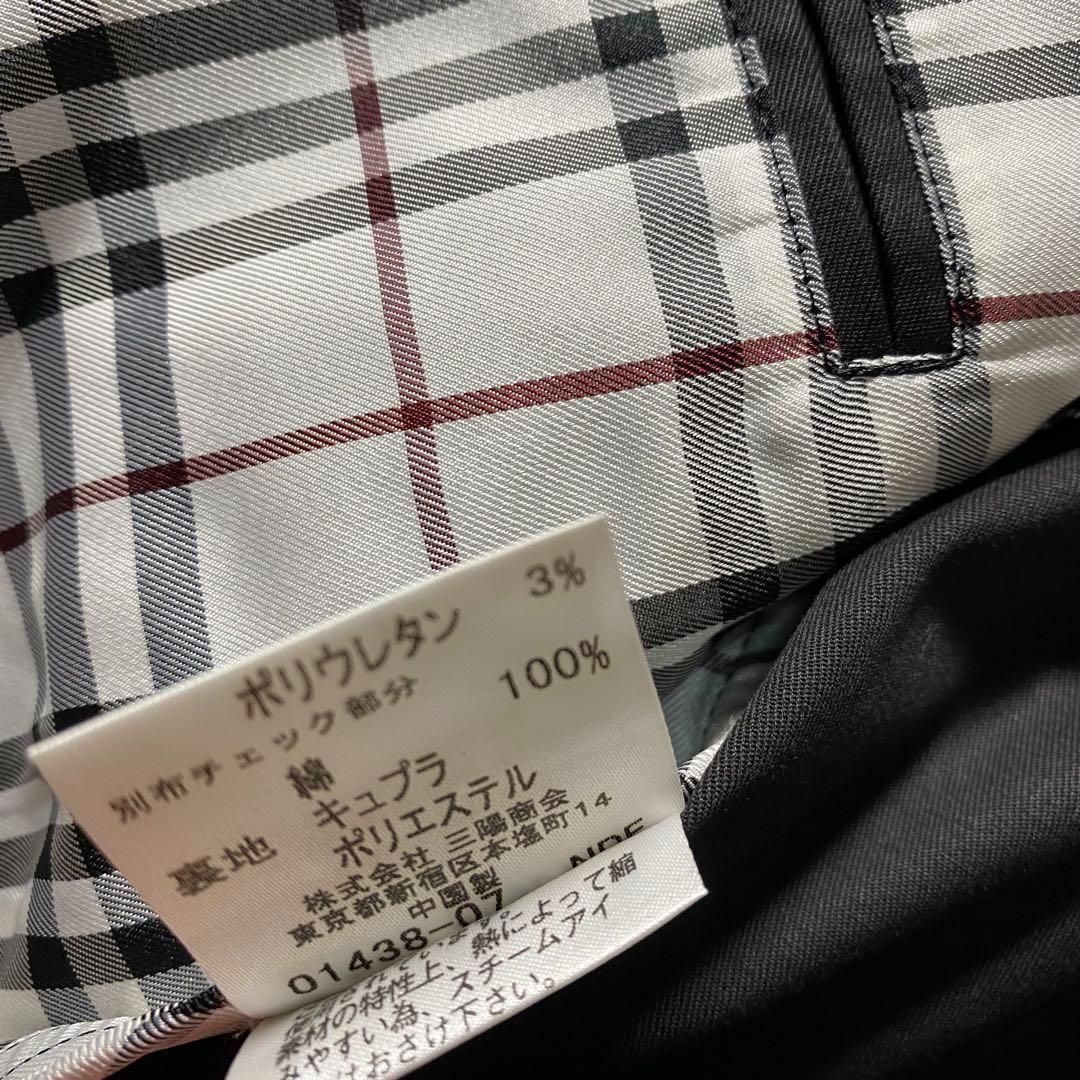 ポリウレタン 3%
別布チェック部分
綿 100%
裏地 キュプラ
ポリエステル
株式会社 三陽商会
東京都新宿区本塩町14
中国製
01438-07
素材の特性上、熱によって縮
みやすい為、スチームアイ
はおさけ下さい。